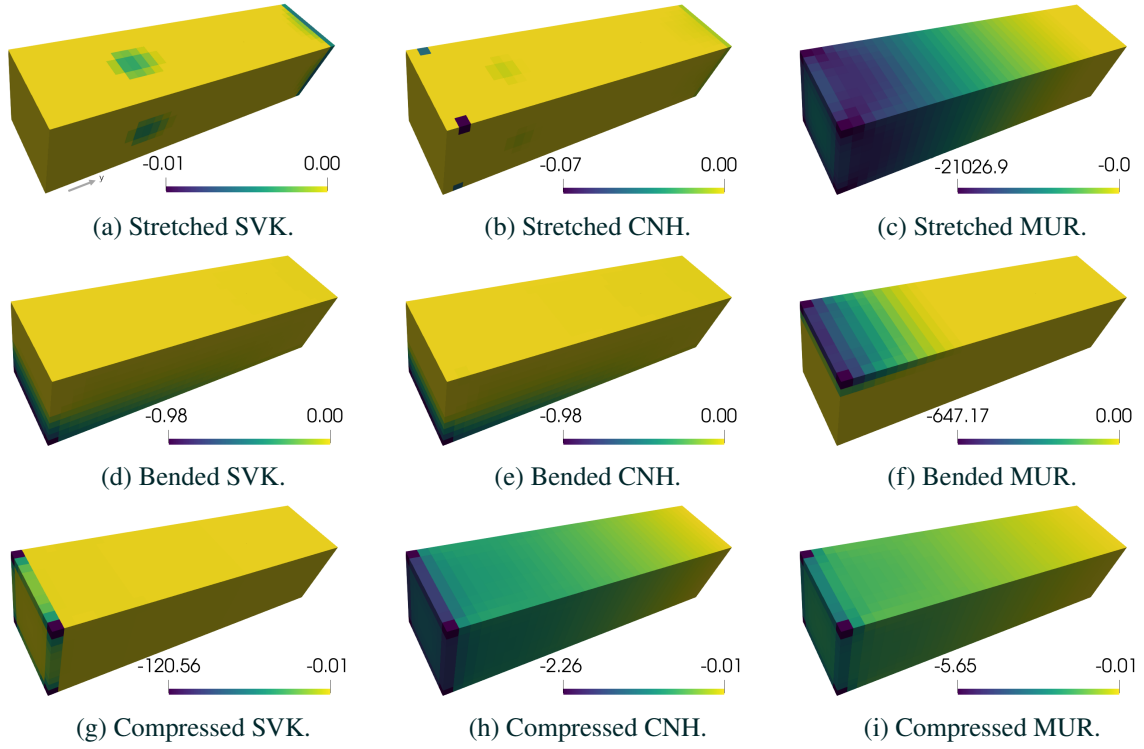 -0.01 0.00
y
-0.07 0.00
-21026.9 -0.0
(a) Stretched SVK.
(b) Stretched CNH.
(c) Stretched MUR.
-0.98 0.00
-0.98 0.00
-647.17 0.00
(d) Bended SVK.
(e) Bended CNH.
(f) Bended MUR.
-120.56 -0.01
-2.26 -0.01
-5.65 -0.01
(g) Compressed SVK.
(h) Compressed CNH.
(i) Compressed MUR.